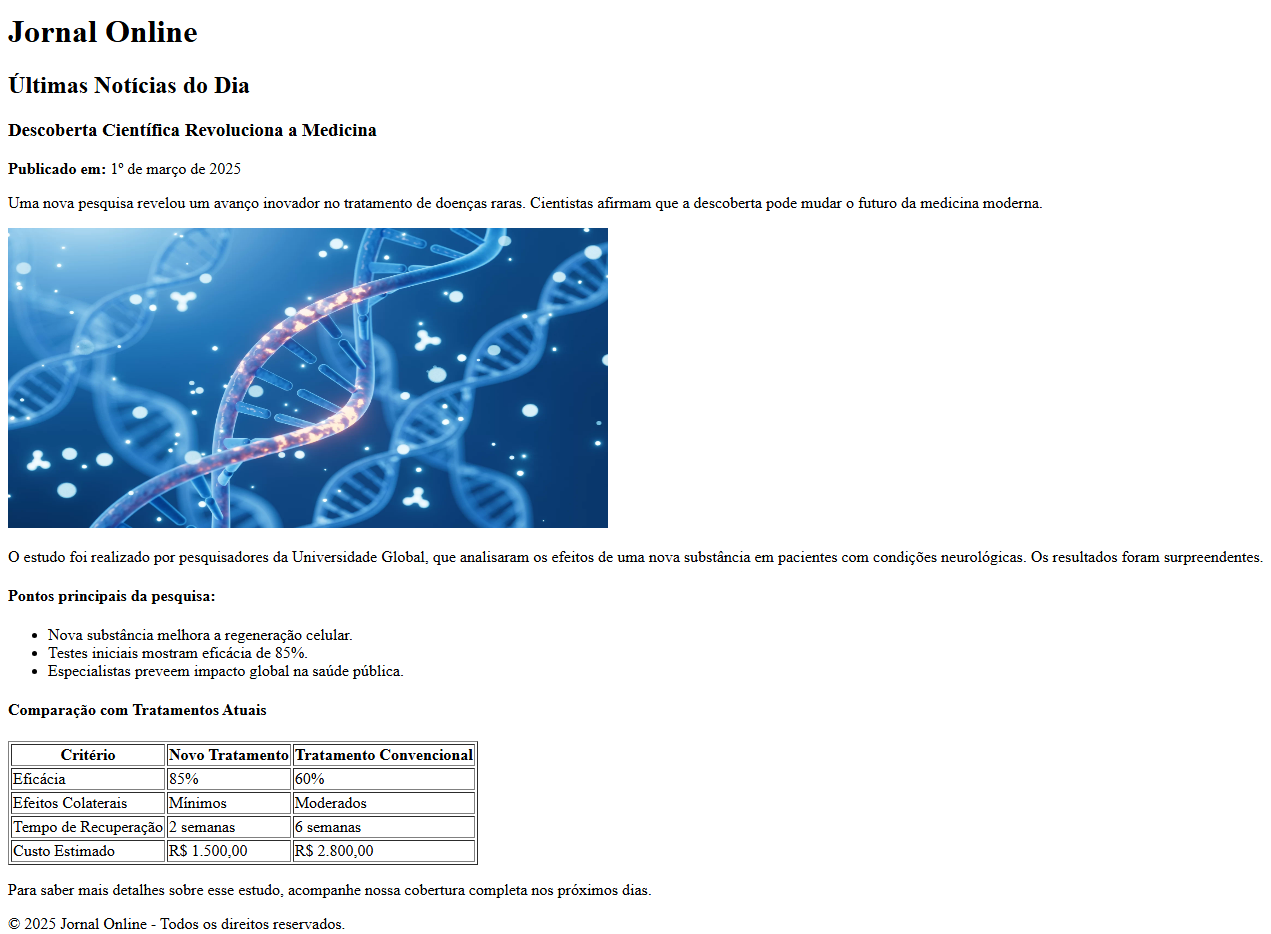 Jornal Online
Últimas Notícias do Dia
Descoberta Científica Revoluciona a Medicina
Publicado em: 1º de março de 2025
Uma nova pesquisa revelou um avanço inovador no tratamento de doenças raras. Cientistas afirmam que a descoberta pode mudar o futuro da medicina moderna.
O estudo foi realizado por pesquisadores da Universidade Global, que analisaram os efeitos de uma nova substância em pacientes com condições neurológicas. Os resultados foram surpreendentes.
Pontos principais da pesquisa:
• Nova substância melhora a regeneração celular.
• Testes iniciais mostram eficácia de 85%.
• Especialistas preveem impacto global na saúde pública.
Comparação com Tratamentos Atuais
Critério Novo Tratamento Tratamento Convencional
Eficácia 85% 60%
Efeitos Colaterais Mínimos Moderados
Tempo de Recuperação 2 semanas 6 semanas
Custo Estimado R$ 1.500,00 R$ 2.800,00
Para saber mais detalhes sobre esse estudo, acompanhe nossa cobertura completa nos próximos dias.
© 2025 Jornal Online - Todos os direitos reservados.